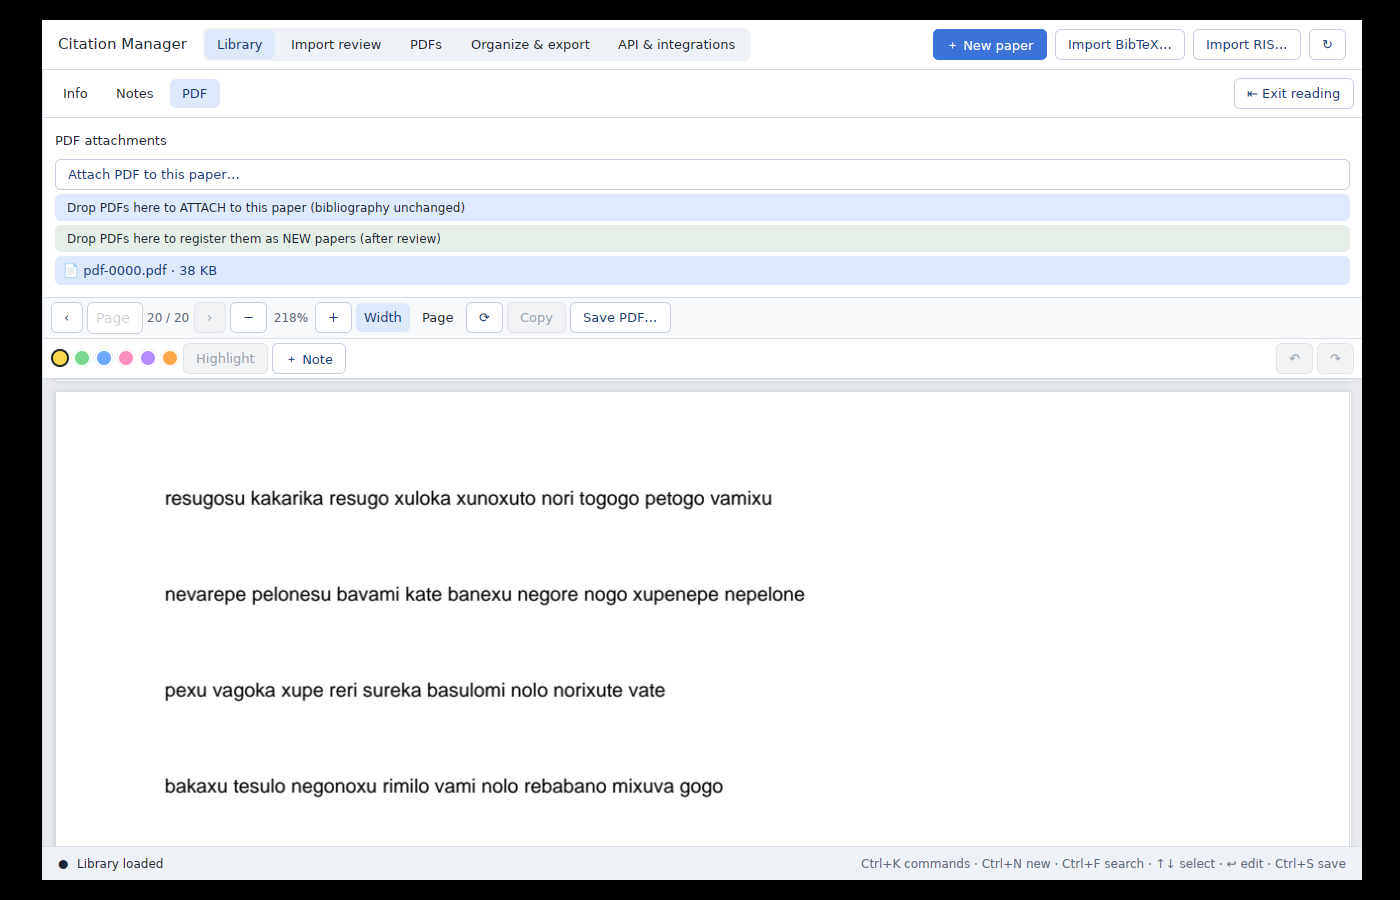 Citation Manager Library Import review PDFs Organize & export API & integrations + New paper Import BibTeX... Import RIS... ↻
Info Notes PDF ⇤ Exit reading
PDF attachments
Attach PDF to this paper...
Drop PDFs here to ATTACH to this paper (bibliography unchanged)
Drop PDFs here to register them as NEW papers (after review)
pdf-0000.pdf · 38 KB
‹ Page 20 / 20 › − 218% + Width Page ⟳ Copy Save PDF...
Highlight + Note ↶ ↷
resugosu kakarika resugo xuloka xunoxuto nori togogo petogo vamixu
nevarepe pelonesu bavami kate banexu negore nogo xupenepe nepelone
pexu vagoka xupe reri sureka basulomi nolo norixute vate
bakaxu tesulo negonoxu rimilo vami nolo rebabano mixuva gogo
● Library loaded Ctrl+K commands · Ctrl+N new · Ctrl+F search · ↑↓ select · ↩ edit · Ctrl+S save